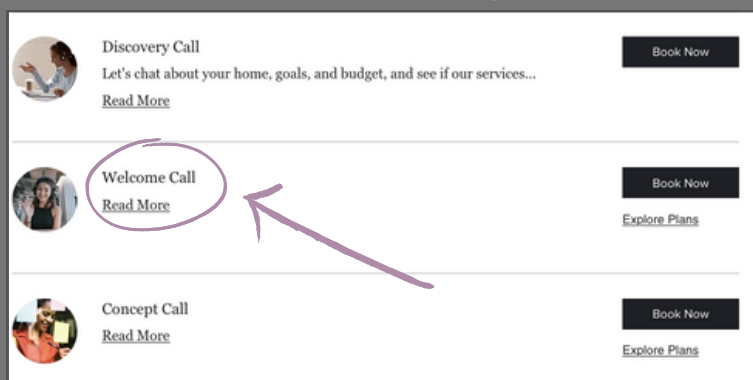 Discovery Call
Book Now
Let's chat about your home, goals, and budget, and see if our services...
Read More
Welcome Call
Book Now
Read More
Explore Plans
Concept Call
Book Now
Read More
Explore Plans